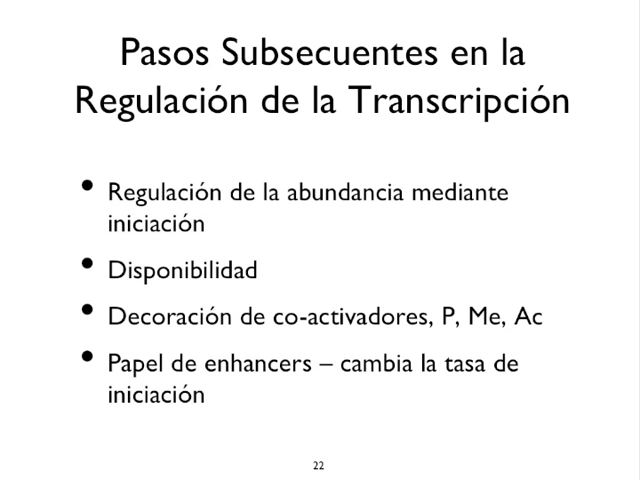 Pasos Subsecuentes en la
Regulación de la Transcripción
• Regulación de la abundancia mediante
iniciación
• Disponibilidad
• Decoración de co-activadores, P, Me, Ac
• Papel de enhancers – cambia la tasa de
iniciación
22